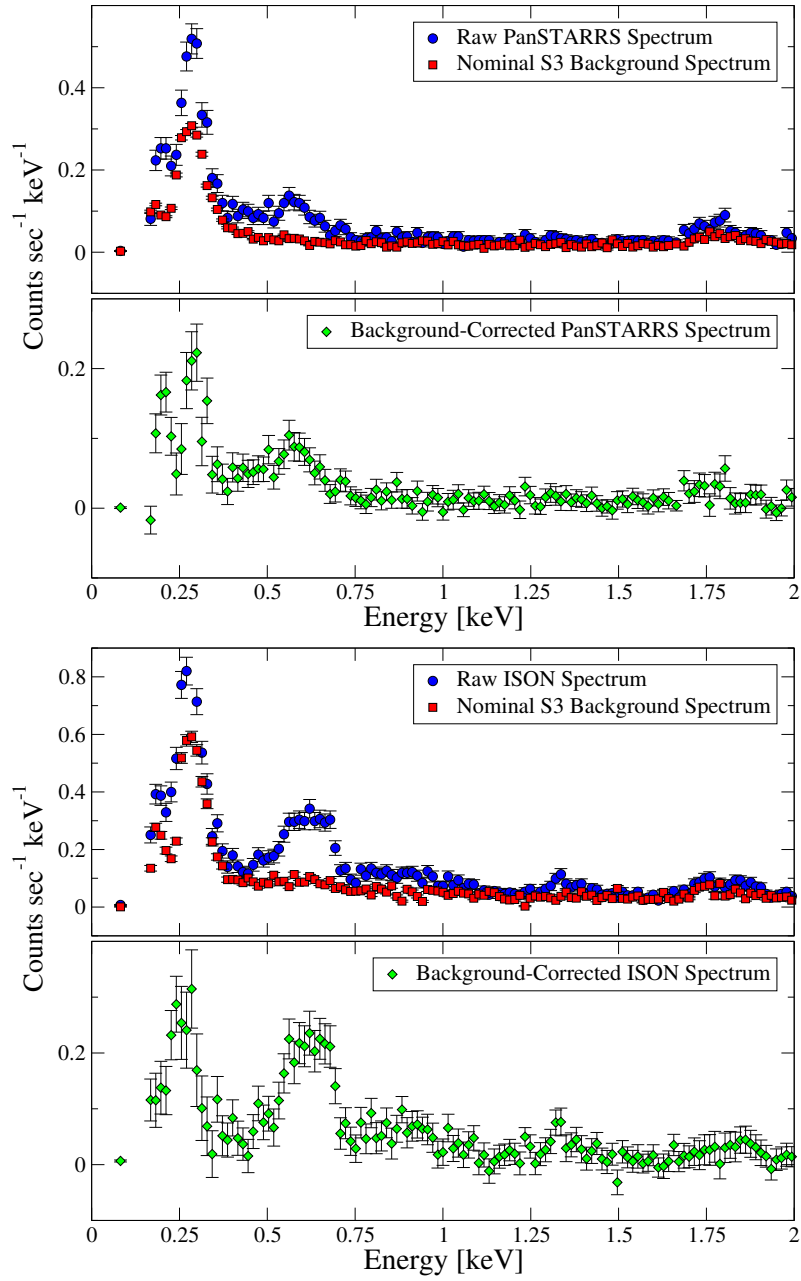 Raw PanSTARRS Spectrum
Nominal S3 Background Spectrum
0.4
0.2
0
Counts sec⁻¹ keV⁻¹
Background-Corrected PanSTARRS Spectrum
0.2
0
0 0.25 0.5 0.75 1 1.25 1.5 1.75 2
Energy [keV]
Raw ISON Spectrum
Nominal S3 Background Spectrum
0.8
0.6
0.4
0.2
0
Counts sec⁻¹ keV⁻¹
Background-Corrected ISON Spectrum
0.2
0
0 0.25 0.5 0.75 1 1.25 1.5 1.75 2
Energy [keV]